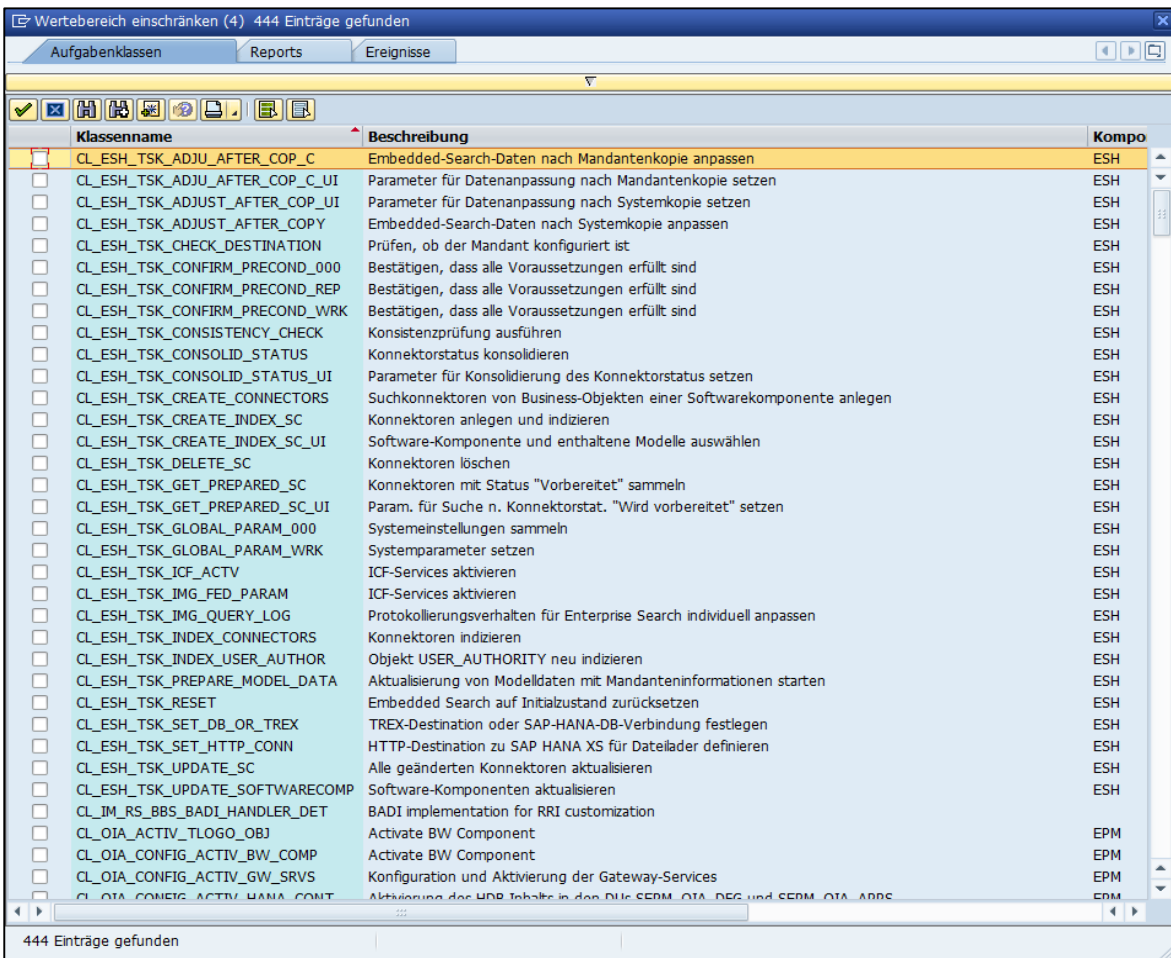 Wertebereich einschränken (4)  444 Einträge gefunden
Aufgabenklassen Reports Ereignisse
Klassenname Beschreibung Kompo
CL_ESH_TSK_ADJU_AFTER_COP_C Embedded-Search-Daten nach Mandantenkopie anpassen ESH
CL_ESH_TSK_ADJU_AFTER_COP_C_UI Parameter für Datenanpassung nach Mandantenkopie setzen ESH
CL_ESH_TSK_ADJUST_AFTER_COP_UI Parameter für Datenanpassung nach Systemkopie setzen ESH
CL_ESH_TSK_ADJUST_AFTER_COPY Embedded-Search-Daten nach Systemkopie anpassen ESH
CL_ESH_TSK_CHECK_DESTINATION Prüfen, ob der Mandant konfiguriert ist ESH
CL_ESH_TSK_CONFIRM_PRECOND_000 Bestätigen, dass alle Voraussetzungen erfüllt sind ESH
CL_ESH_TSK_CONFIRM_PRECOND_REP Bestätigen, dass alle Voraussetzungen erfüllt sind ESH
CL_ESH_TSK_CONFIRM_PRECOND_WRK Bestätigen, dass alle Voraussetzungen erfüllt sind ESH
CL_ESH_TSK_CONSISTENCY_CHECK Konsistenzprüfung ausführen ESH
CL_ESH_TSK_CONSOLID_STATUS Konnektorstatus konsolidieren ESH
CL_ESH_TSK_CONSOLID_STATUS_UI Parameter für Konsolidierung des Konnektorstatus setzen ESH
CL_ESH_TSK_CREATE_CONNECTORS Suchkonnektoren von Business-Objekten einer Softwarekomponente anlegen ESH
CL_ESH_TSK_CREATE_INDEX_SC Konnektoren anlegen und indizieren ESH
CL_ESH_TSK_CREATE_INDEX_SC_UI Software-Komponente und enthaltene Modelle auswählen ESH
CL_ESH_TSK_DELETE_SC Konnektoren löschen ESH
CL_ESH_TSK_GET_PREPARED_SC Konnektoren mit Status "Vorbereitet" sammeln ESH
CL_ESH_TSK_GET_PREPARED_SC_UI Param. für Suche n. Konnektorstat. "Wird vorbereitet" setzen ESH
CL_ESH_TSK_GLOBAL_PARAM_000 Systemeinstellungen sammeln ESH
CL_ESH_TSK_GLOBAL_PARAM_WRK Systemparameter setzen ESH
CL_ESH_TSK_ICF_ACTV ICF-Services aktivieren ESH
CL_ESH_TSK_IMG_FED_PARAM ICF-Services aktivieren ESH
CL_ESH_TSK_IMG_QUERY_LOG Protokollierungsverhalten für Enterprise Search individuell anpassen ESH
CL_ESH_TSK_INDEX_CONNECTORS Konnektoren indizieren ESH
CL_ESH_TSK_INDEX_USER_AUTHOR Objekt USER_AUTHORITY neu indizieren ESH
CL_ESH_TSK_PREPARE_MODEL_DATA Aktualisierung von Modelldaten mit Mandanteninformationen starten ESH
CL_ESH_TSK_RESET Embedded Search auf Initialzustand zurücksetzen ESH
CL_ESH_TSK_SET_DB_OR_TREX TREX-Destination oder SAP-HANA-DB-Verbindung festlegen ESH
CL_ESH_TSK_SET_HTTP_CONN HTTP-Destination zu SAP HANA XS für Dateilader definieren ESH
CL_ESH_TSK_UPDATE_SC Alle geänderten Konnektoren aktualisieren ESH
CL_ESH_TSK_UPDATE_SOFTWARECOMP Software-Komponenten aktualisieren ESH
CL_IM_RS_BBS_BADI_HANDLER_DET BADI implementation for RRI customization
CL_OIA_ACTIV_TLOGO_OBJ Activate BW Component EPM
CL_OIA_CONFIG_ACTIV_BW_COMP Activate BW Component EPM
CL_OIA_CONFIG_ACTIV_GW_SRVS Konfiguration und Aktivierung der Gateway-Services EPM
CL_OIA_CONFIG_ACTIV_HANA_CONT Aktivierung des HDB Inhalts in den DUs SEPM_OIA_DEG und SEPM_OIA_APPS EPM
444 Einträge gefunden